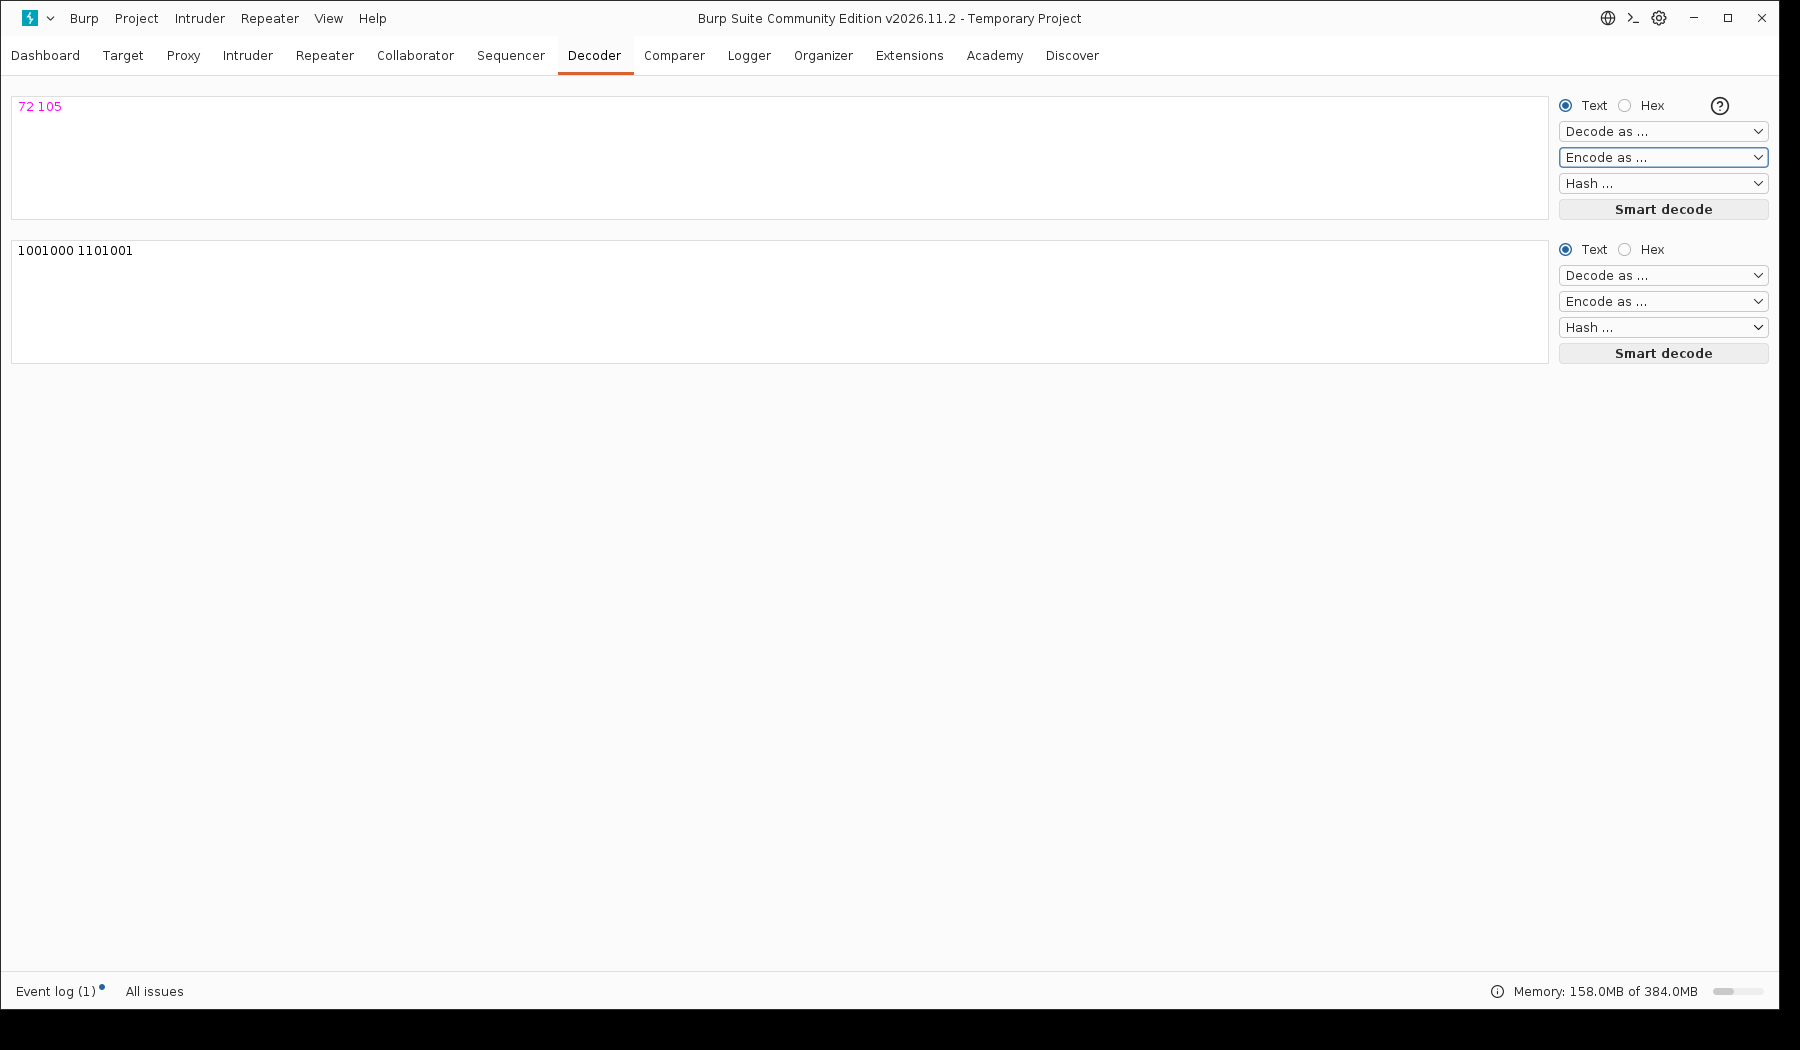 Burp Project Intruder Repeater View Help Burp Suite Community Edition v2026.11.2 - Temporary Project
Dashboard Target Proxy Intruder Repeater Collaborator Sequencer Decoder Comparer Logger Organizer Extensions Academy Discover
72 105
Text Hex
Decode as ...
Encode as ...
Hash ...
Smart decode
1001000 1101001
Text Hex
Decode as ...
Encode as ...
Hash ...
Smart decode
Event log (1) All issues Memory: 158.0MB of 384.0MB